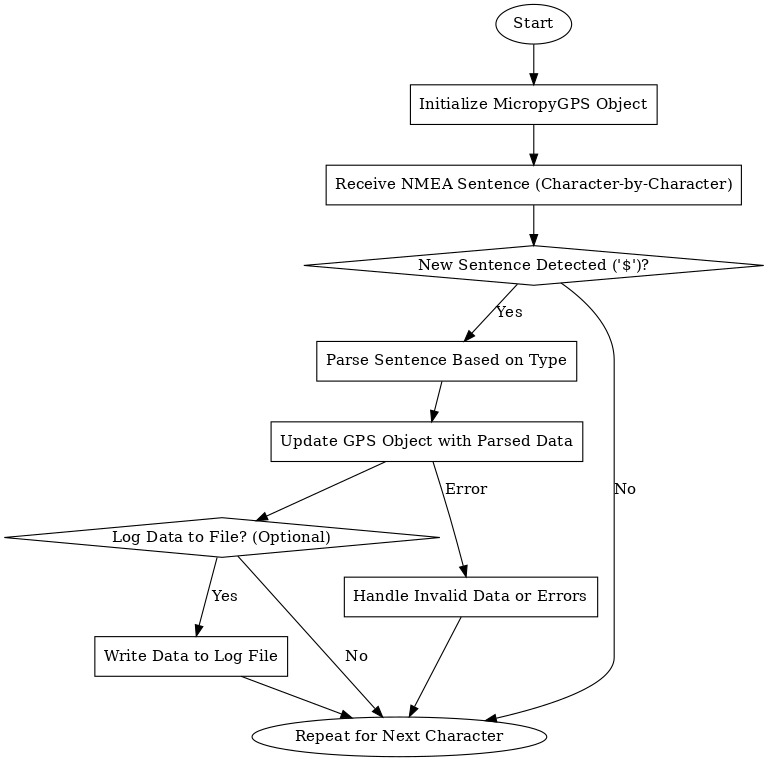 Start
Initialize MicropyGPS Object
Receive NMEA Sentence (Character-by-Character)
New Sentence Detected ('$')?
Yes
Parse Sentence Based on Type
Update GPS Object with Parsed Data
Error
No
Log Data to File? (Optional)
Yes
Handle Invalid Data or Errors
Write Data to Log File
No
Repeat for Next Character